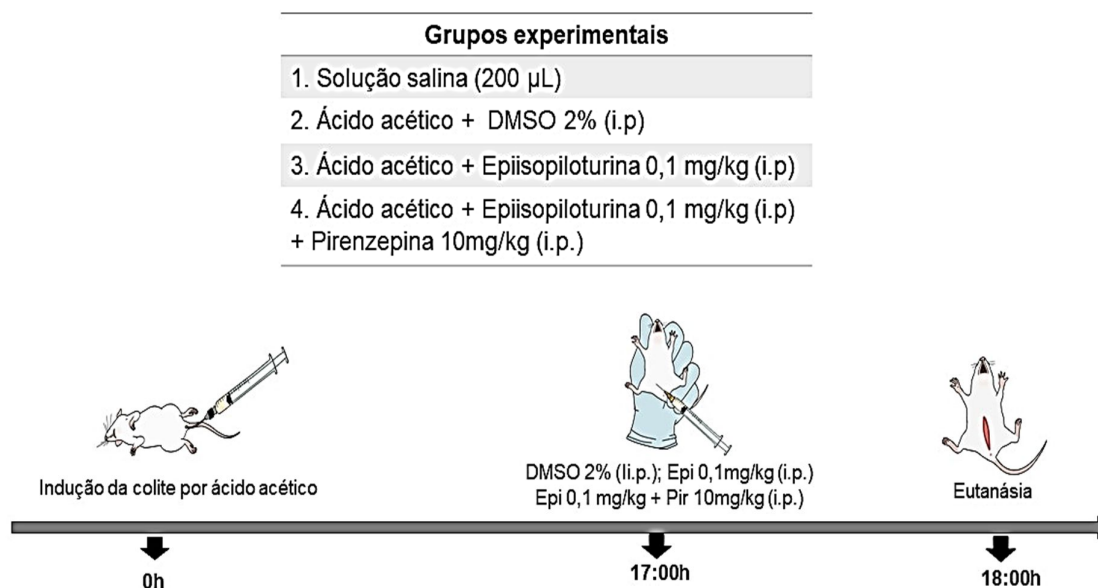 Grupos experimentais
1. Solução salina (200 µL)
2. Ácido acético + DMSO 2% (i.p)
3. Ácido acético + Epiisopiloturina 0,1 mg/kg (i.p)
4. Ácido acético + Epiisopiloturina 0,1 mg/kg (i.p)
+ Pirenzepina 10mg/kg (i.p.)
Indução da colite por ácido acético
DMSO 2% (Ii.p.); Epi 0,1mg/kg (i.p.)
Epi 0,1 mg/kg + Pir 10mg/kg (i.p.)
Eutanásia
0h
17:00h
18:00h